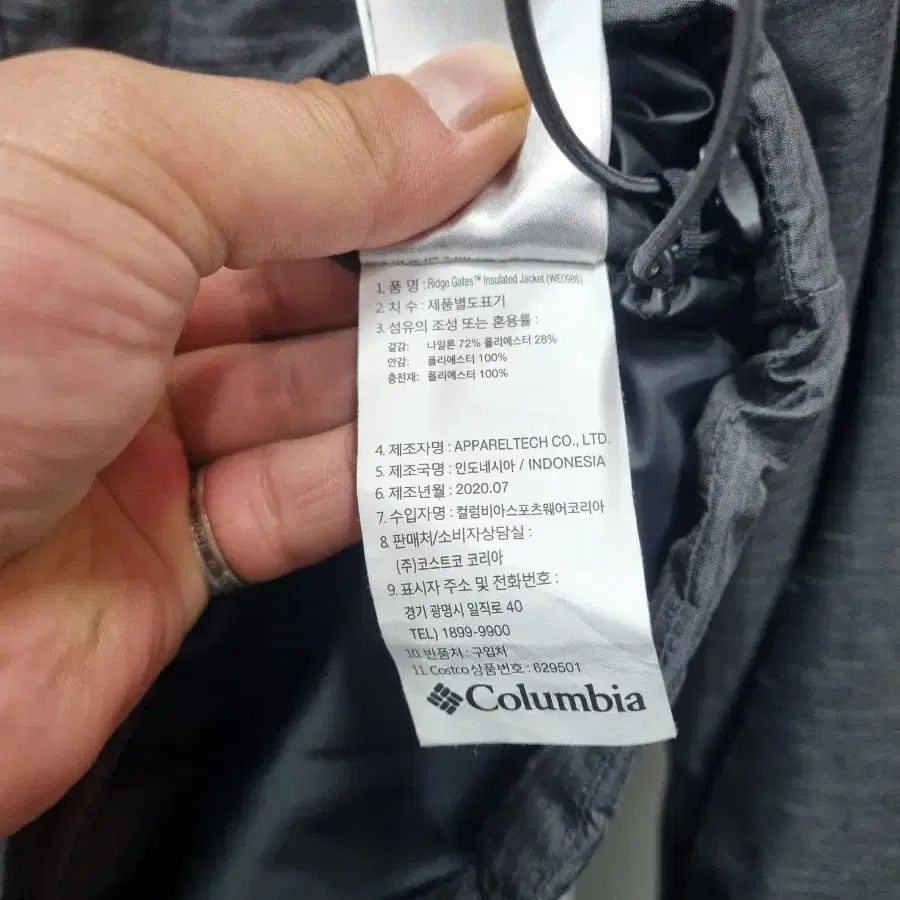 1. 품 명 : Ridge Gates™ Insulated Jacket (WE0986)
2. 치 수 : 제품별도표기
3. 섬유의 조성 또는 혼용률 :
겉감: 나일론 72% 폴리에스터 28%
안감: 폴리에스터 100%
충전재: 폴리에스터 100%
4. 제조자명 : APPARELTECH CO., LTD.
5. 제조국명 : 인도네시아 / INDONESIA
6. 제조년월 : 2020.07
7. 수입자명 : 컬럼비아스포츠웨어코리아
8. 판매처/소비자상담실 :
(주)코스트코 코리아
9. 표시자 주소 및 전화번호 :
경기 광명시 일직로 40
TEL) 1899-9900
10. 반품처 : 구입처
11. Costco 상품번호 : 629501
Columbia